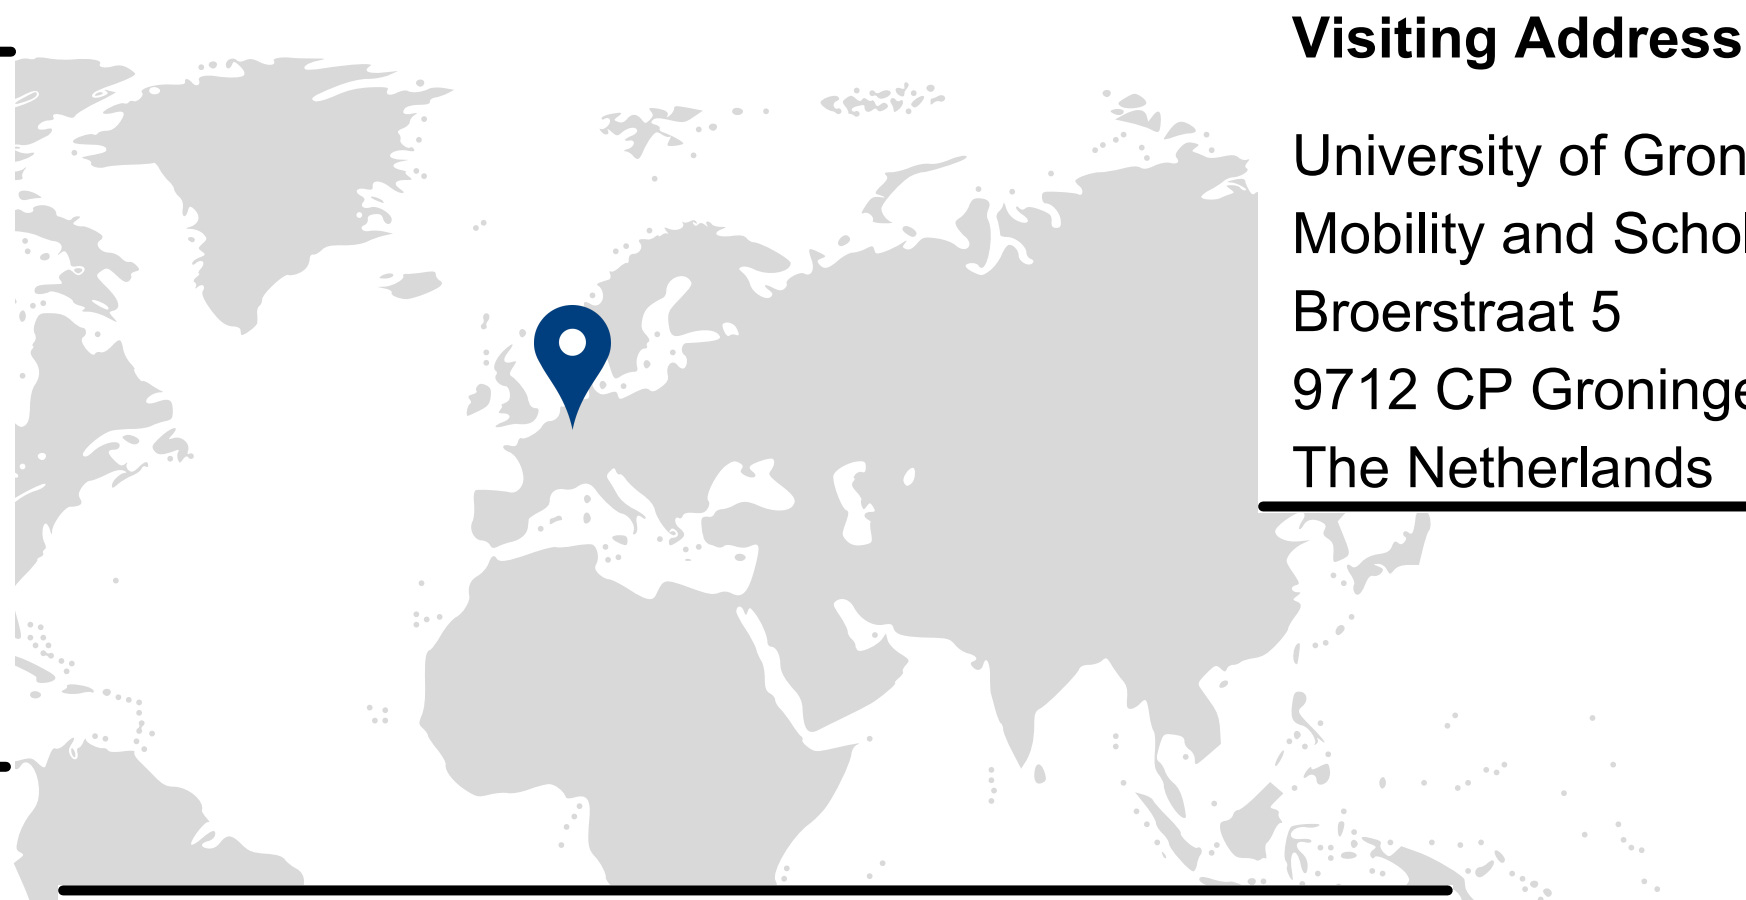 Visiting Address
University of Gron
Mobility and Schol
Broerstraat 5
9712 CP Groninge
The Netherlands